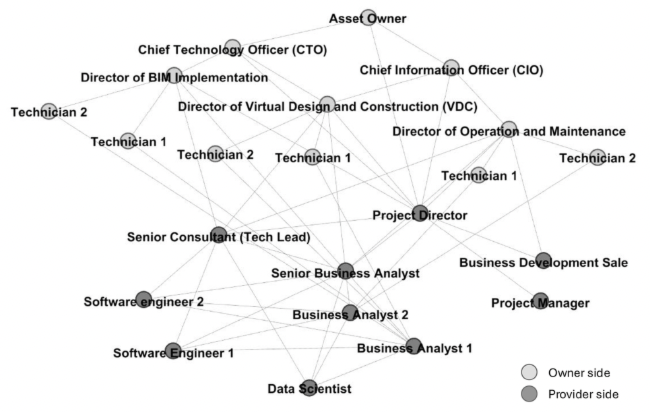 Asset Owner
Chief Technology Officer (CTO)
Chief Information Officer (CIO)
Director of BIM Implementation
Director of Virtual Design and Construction (VDC)
Technician 2
Director of Operation and Maintenance
Technician 1
Technician 2
Technician 1
Technician 2
Technician 1
Project Director
Senior Consultant (Tech Lead)
Business Development Sale
Senior Business Analyst
Software engineer 2
Project Manager
Business Analyst 2
Software Engineer 1
Business Analyst 1
Owner side
Data Scientist
Provider side